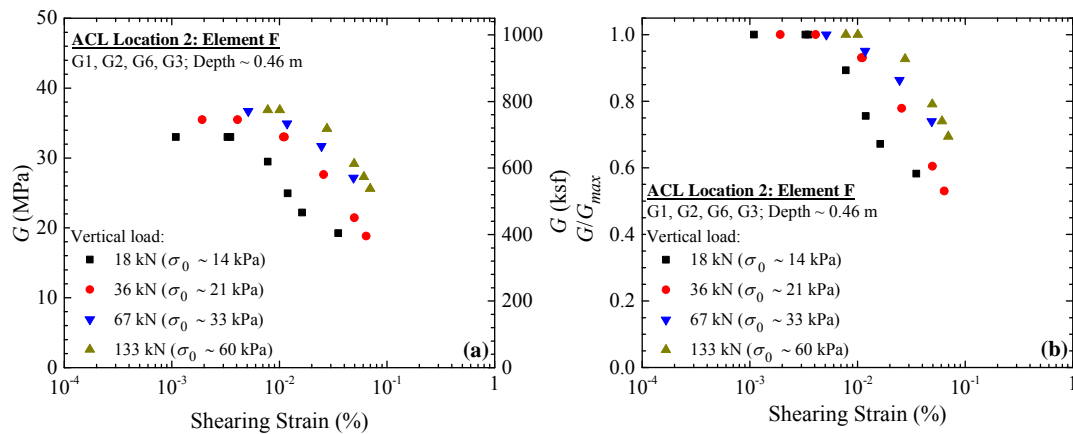 ACL Location 2: Element F
G1, G2, G6, G3; Depth ~ 0.46 m
Vertical load:
18 kN (σ0 ~ 14 kPa)
36 kN (σ0 ~ 21 kPa)
67 kN (σ0 ~ 33 kPa)
133 kN (σ0 ~ 60 kPa)
(a)
G (MPa)
50
40
30
20
10
0
G (ksf)
1000
800
600
400
200
0
10-4
10-3
10-2
10-1
1
Shearing Strain (%)
G/Gmax
1.0
0.8
0.6
0.4
0.2
0.0
ACL Location 2: Element F
G1, G2, G6, G3; Depth ~ 0.46 m
Vertical load:
18 kN (σ0 ~ 14 kPa)
36 kN (σ0 ~ 21 kPa)
67 kN (σ0 ~ 33 kPa)
133 kN (σ0 ~ 60 kPa)
(b)
10-4
10-3
10-2
10-1
1
Shearing Strain (%)